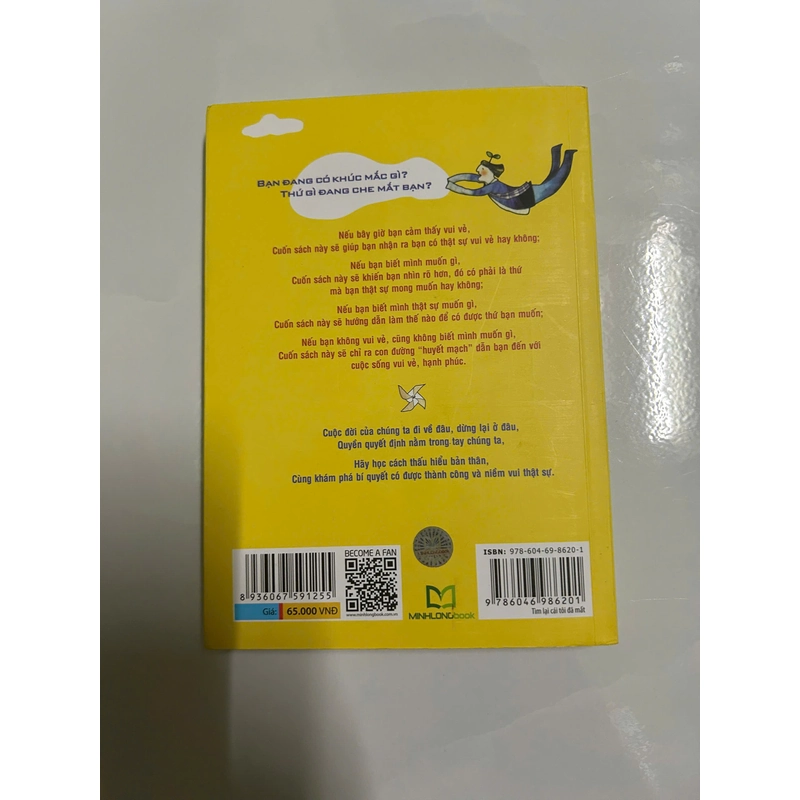 BẠN ĐANG CÓ KHÚC MẮC GÌ?
THỨ GÌ ĐANG CHE MẮT BẠN?
Nếu bây giờ bạn cảm thấy vui vẻ,
Cuốn sách này sẽ giúp bạn nhận ra bạn có thật sự vui vẻ hay không;
Nếu bạn biết mình muốn gì,
Cuốn sách này sẽ khiến bạn nhìn rõ hơn, đó có phải là thứ
mà bạn thật sự mong muốn hay không;
Nếu bạn biết mình thật sự muốn gì,
Cuốn sách này sẽ hướng dẫn làm thế nào để có được thứ bạn muốn;
Nếu bạn không vui vẻ, cũng không biết mình muốn gì,
Cuốn sách này sẽ chỉ ra con đường "huyết mạch" dẫn bạn đến với
cuộc sống vui vẻ, hạnh phúc.
Cuộc đời của chúng ta đi về đâu, dừng lại ở đâu,
Quyền quyết định nằm trong tay chúng ta,
Hãy học cách thấu hiểu bản thân,
Cùng khám phá bí quyết có được thành công và niềm vui thật sự.
8 936067 591255
Giá: 65.000 VNĐ
BECOME A FAN
www.minhlongbook.com.vn
MINHLONGbook
ISBN: 978-604-69-8620-1
9 786046 986201
Tìm lại cái tôi đã mất